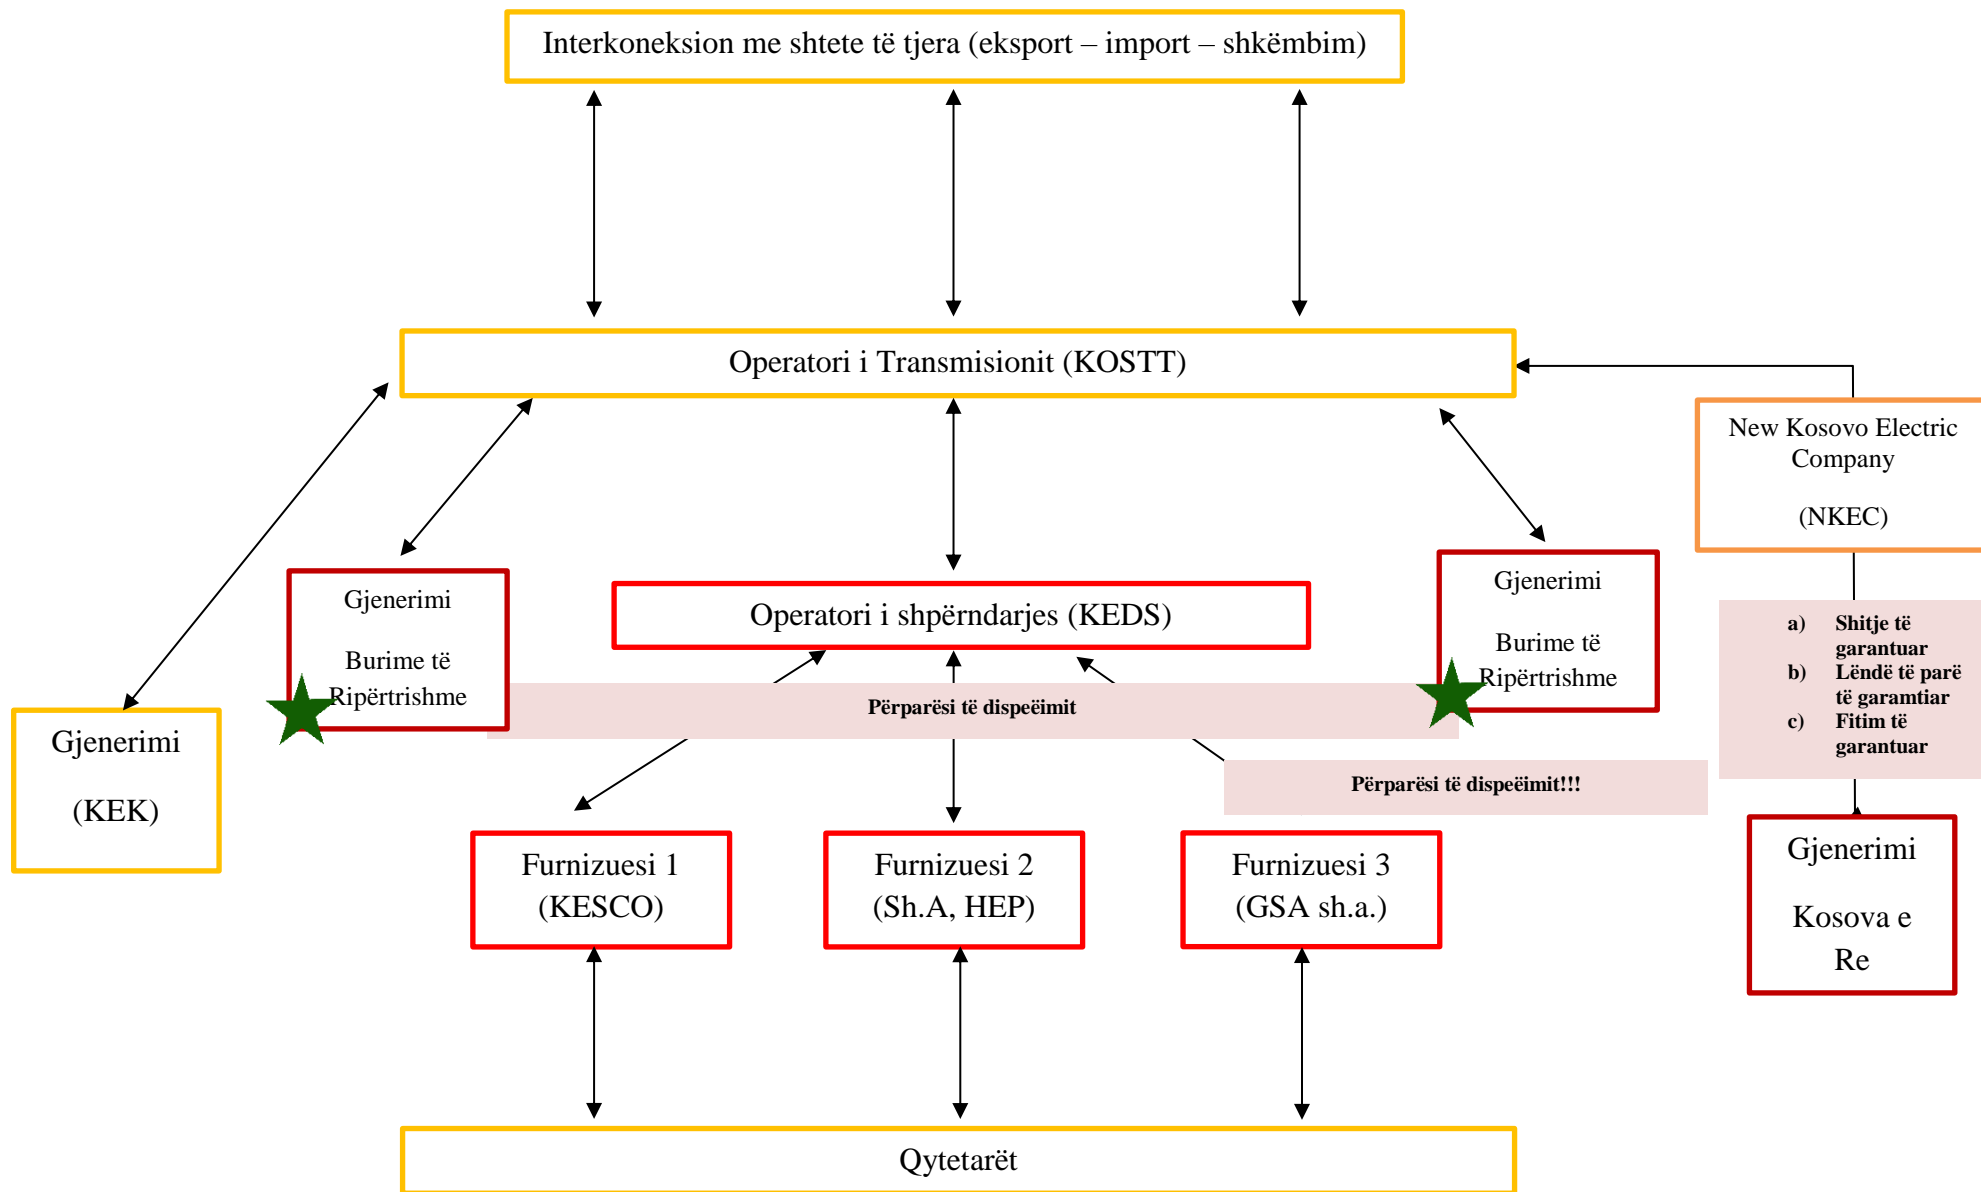 Interkoneksion me shtete të tjera (eksport – import – shkëmbim)
Operatori i Transmisionit (KOSTT)
New Kosovo Electric
Company
(NKEC)
Gjenerimi
Burime të
Ripërtrishme
Operatori i shpërndarjes (KEDS)
Gjenerimi
Burime të
Ripërtrishme
a) Shitje të
garantuar
b) Lëndë të parë
të garamtiar
c) Fitim të
garantuar
Përparësi të dispeëimit
Gjenerimi
(KEK)
Përparësi të dispeëimit!!!
Furnizuesi 1
(KESCO)
Furnizuesi 2
(Sh.A, HEP)
Furnizuesi 3
(GSA sh.a.)
Gjenerimi
Kosova e
Re
Qytetarët